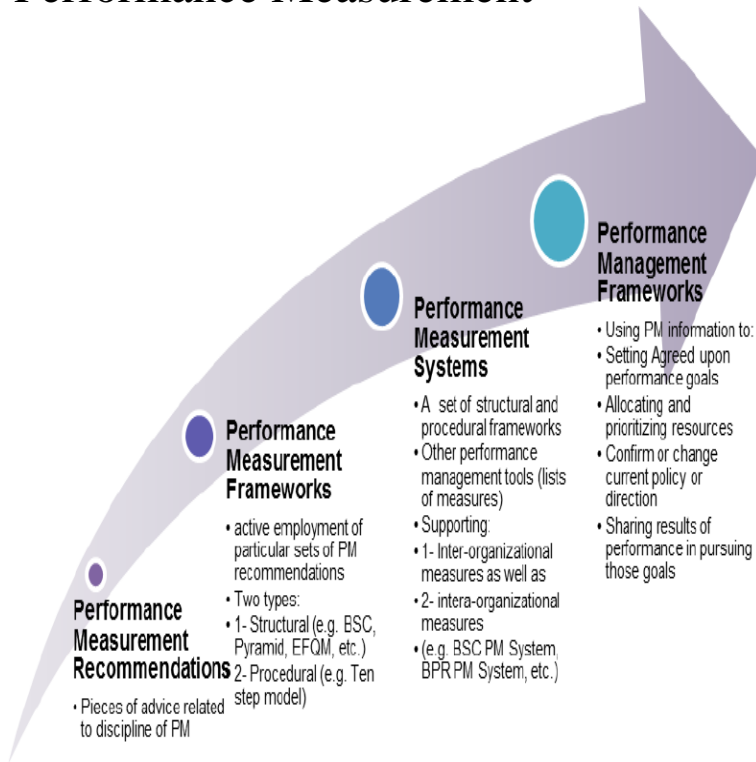 Performance Measurement
Performance
Measurement
Recommendations
• Pieces of advice related
to discipline of PM
Performance
Measurement
Frameworks
• active employment of
particular sets of PM
recommendations
• Two types:
• 1- Structural (e.g. BSC,
Pyramid, EFQM, etc.)
• 2- Procedural (e.g. Ten
step model)
Performance
Measurement
Systems
• A set of structural and
procedural frameworks
• Other performance
management tools (lists
of measures)
• Supporting:
• 1- Inter-organizational
measures as well as
• 2- intera-organizational
measures
• (e.g. BSC PM System,
BPR PM System, etc.)
Performance
Management
Frameworks
• Using PM information to:
• Setting Agreed upon
performance goals
• Allocating and
prioritizing resources
• Confirm or change
current policy or
direction
• Sharing results of
performance in pursuing
those goals